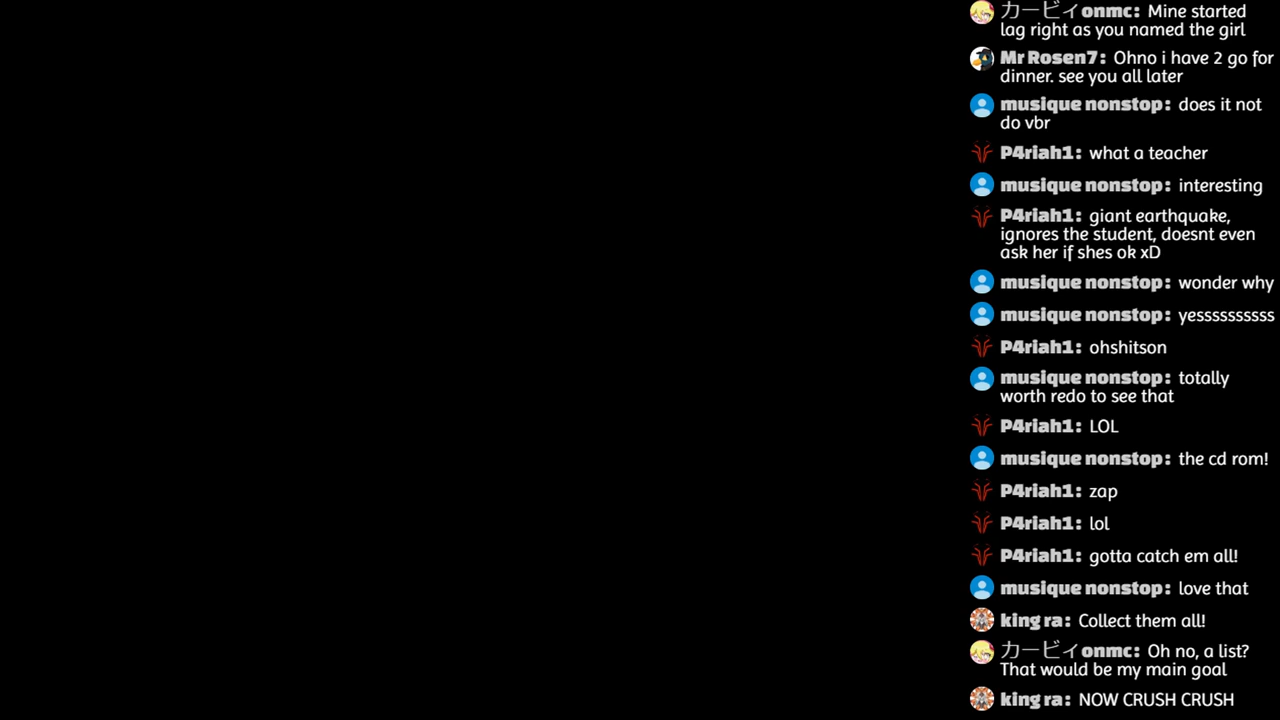 カービィonmc: Mine started
lag right as you named the girl
Mr Rosen7: Ohno i have 2 go for
dinner. see you all later
musique nonstop: does it not
do vbr
P4riah1: what a teacher
musique nonstop: interesting
P4riah1: giant earthquake,
ignores the student, doesnt even
ask her if shes ok xD
musique nonstop: wonder why
musique nonstop: yessssssssss
P4riah1: ohshitson
musique nonstop: totally
worth redo to see that
P4riah1: LOL
musique nonstop: the cd rom!
P4riah1: zap
P4riah1: lol
P4riah1: gotta catch em all!
musique nonstop: love that
king ra: Collect them all!
カービィonmc: Oh no, a list?
That would be my main goal
king ra: NOW CRUSH CRUSH